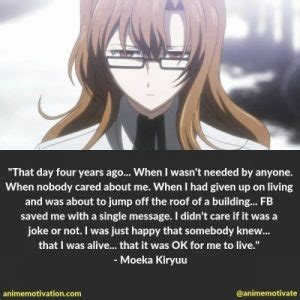 "That day four years ago... When I wasn't needed by anyone.
When nobody cared about me. When I had given up on living
and was about to jump off the roof of a building... FB
saved me with a single message. I didn't care if it was a
joke or not. I was just happy that somebody knew...
that I was alive... that it was OK for me to live."
- Moeka Kiryuu
animemotivation.com
@animemotivate